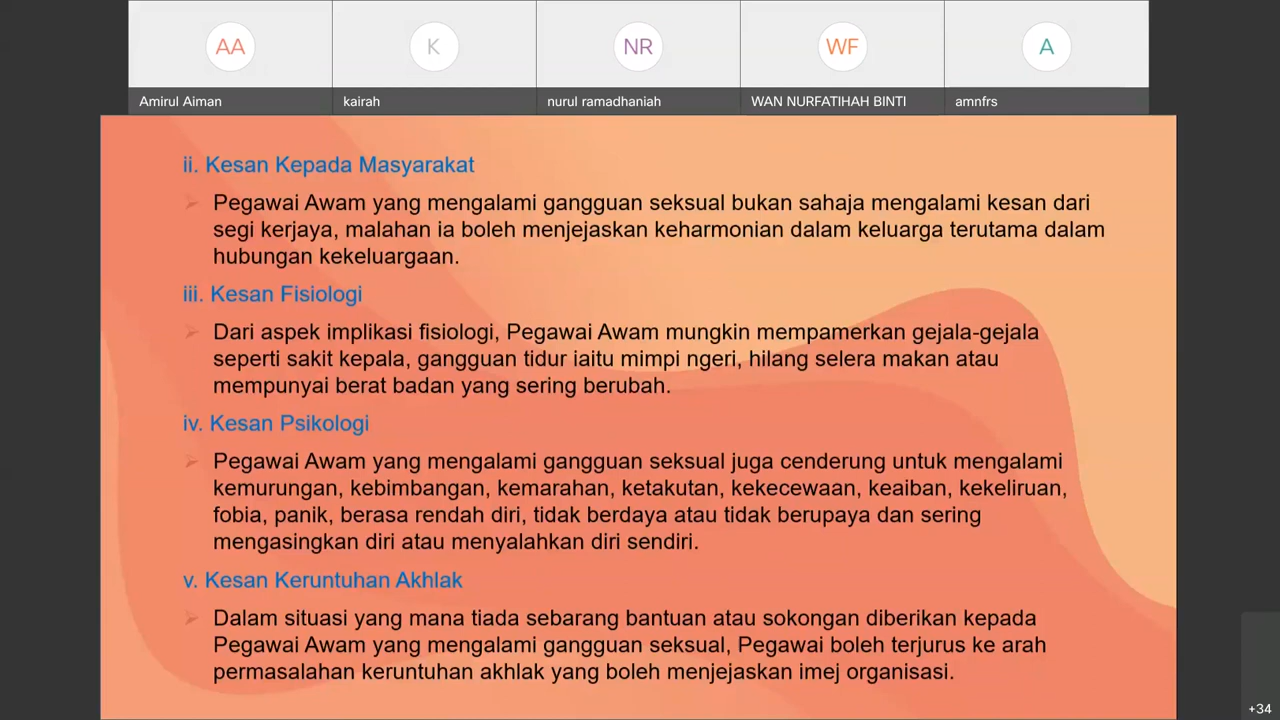 AA
K
NR
WF
A
Amirul Aiman
kairah
nurul ramadhaniah
WAN NURFATIHAH BINTI
amnfrs
ii. Kesan Kepada Masyarakat
Pegawai Awam yang mengalami gangguan seksual bukan sahaja mengalami kesan dari
segi kerjaya, malahan ia boleh menjejaskan keharmonian dalam keluarga terutama dalam
hubungan kekeluargaan.
iii. Kesan Fisiologi
Dari aspek implikasi fisiologi, Pegawai Awam mungkin mempamerkan gejala-gejala
seperti sakit kepala, gangguan tidur iaitu mimpi ngeri, hilang selera makan atau
mempunyai berat badan yang sering berubah.
iv. Kesan Psikologi
Pegawai Awam yang mengalami gangguan seksual juga cenderung untuk mengalami
kemurungan, kebimbangan, kemarahan, ketakutan, kekecewaan, keaiban, kekeliruan,
fobia, panik, berasa rendah diri, tidak berdaya atau tidak berupaya dan sering
mengasingkan diri atau menyalahkan diri sendiri.
v. Kesan Keruntuhan Akhlak
Dalam situasi yang mana tiada sebarang bantuan atau sokongan diberikan kepada
Pegawai Awam yang mengalami gangguan seksual, Pegawai boleh terjurus ke arah
permasalahan keruntuhan akhlak yang boleh menjejaskan imej organisasi.
+34